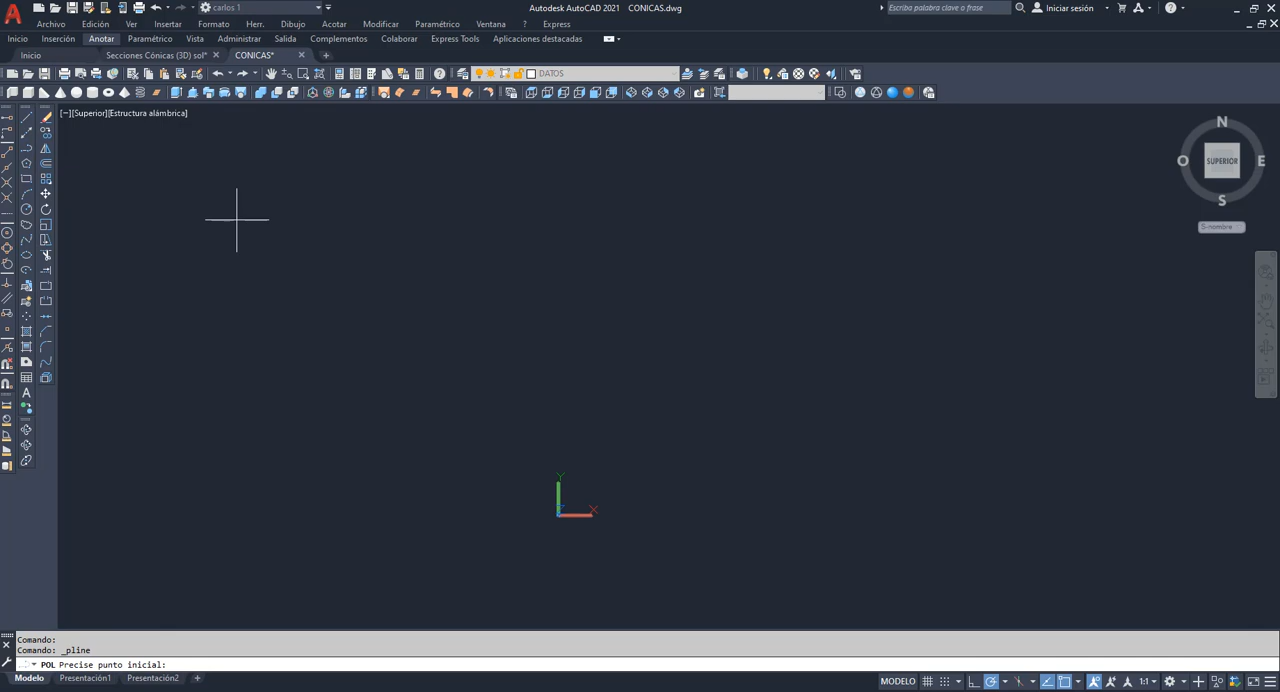 carlos 1
Autodesk AutoCAD 2021 CONICAS.dwg
Escriba palabra clave o frase
Iniciar sesión
?
Archivo Edición Ver Insertar Formato Herr. Dibujo Acotar Modificar Paramétrico Ventana ? Express
Inicio Inserción Anotar Paramétrico Vista Administrar Salida Complementos Colaborar Express Tools Aplicaciones destacadas
Inicio Secciones Cónicas (3D) sol* CONICAS*
DATOS
[−][Superior][Estructura alámbrica]
N
O SUPERIOR E
S
S-nombre
Y
X
Comando:
Comando: _pline
POL Precise punto inicial:
Modelo Presentación1 Presentación2 +
MODELO 1:1